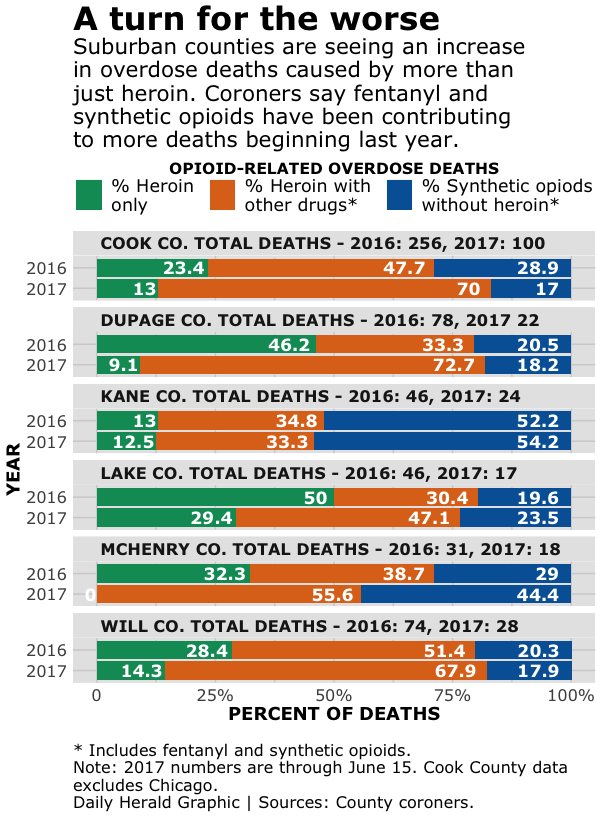 A turn for the worse
Suburban counties are seeing an increase
in overdose deaths caused by more than
just heroin. Coroners say fentanyl and
synthetic opioids have been contributing
to more deaths beginning last year.
OPIOID-RELATED OVERDOSE DEATHS
% Heroin only
% Heroin with other drugs*
% Synthetic opiods without heroin*
COOK CO. TOTAL DEATHS - 2016: 256, 2017: 100
2016 23.4 47.7 28.9
2017 13 70 17
DUPAGE CO. TOTAL DEATHS - 2016: 78, 2017 22
2016 46.2 33.3 20.5
2017 9.1 72.7 18.2
KANE CO. TOTAL DEATHS - 2016: 46, 2017: 24
2016 13 34.8 52.2
2017 12.5 33.3 54.2
LAKE CO. TOTAL DEATHS - 2016: 46, 2017: 17
2016 50 30.4 19.6
2017 29.4 47.1 23.5
MCHENRY CO. TOTAL DEATHS - 2016: 31, 2017: 18
2016 32.3 38.7 29
2017 0 55.6 44.4
WILL CO. TOTAL DEATHS - 2016: 74, 2017: 28
2016 28.4 51.4 20.3
2017 14.3 67.9 17.9
YEAR
0 25% 50% 75% 100%
PERCENT OF DEATHS
* Includes fentanyl and synthetic opioids.
Note: 2017 numbers are through June 15. Cook County data
excludes Chicago.
Daily Herald Graphic | Sources: County coroners.